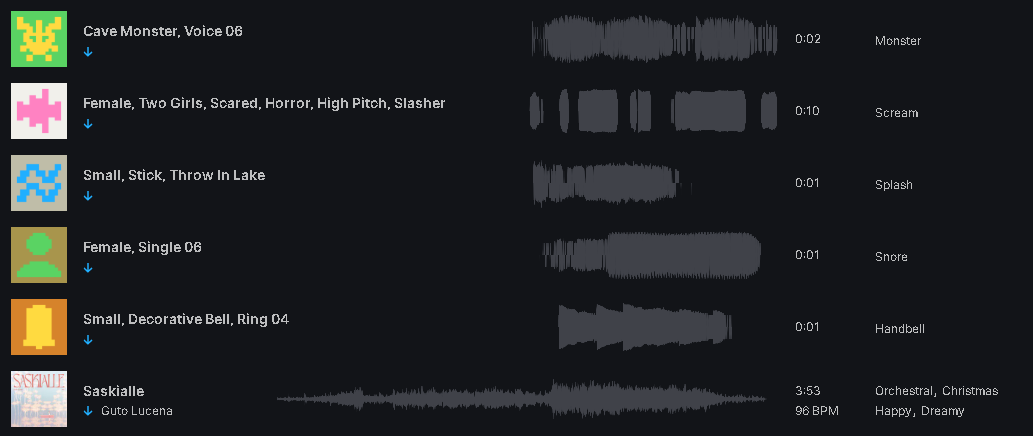 Cave Monster, Voice 06
0:02
Monster
Female, Two Girls, Scared, Horror, High Pitch, Slasher
0:10
Scream
Small, Stick, Throw In Lake
0:01
Splash
Female, Single 06
0:01
Snore
Small, Decorative Bell, Ring 04
0:01
Handbell
SASKIALLE
Saskialle
3:53
Orchestral, Christmas
Guto Lucena
96 BPM
Happy, Dreamy